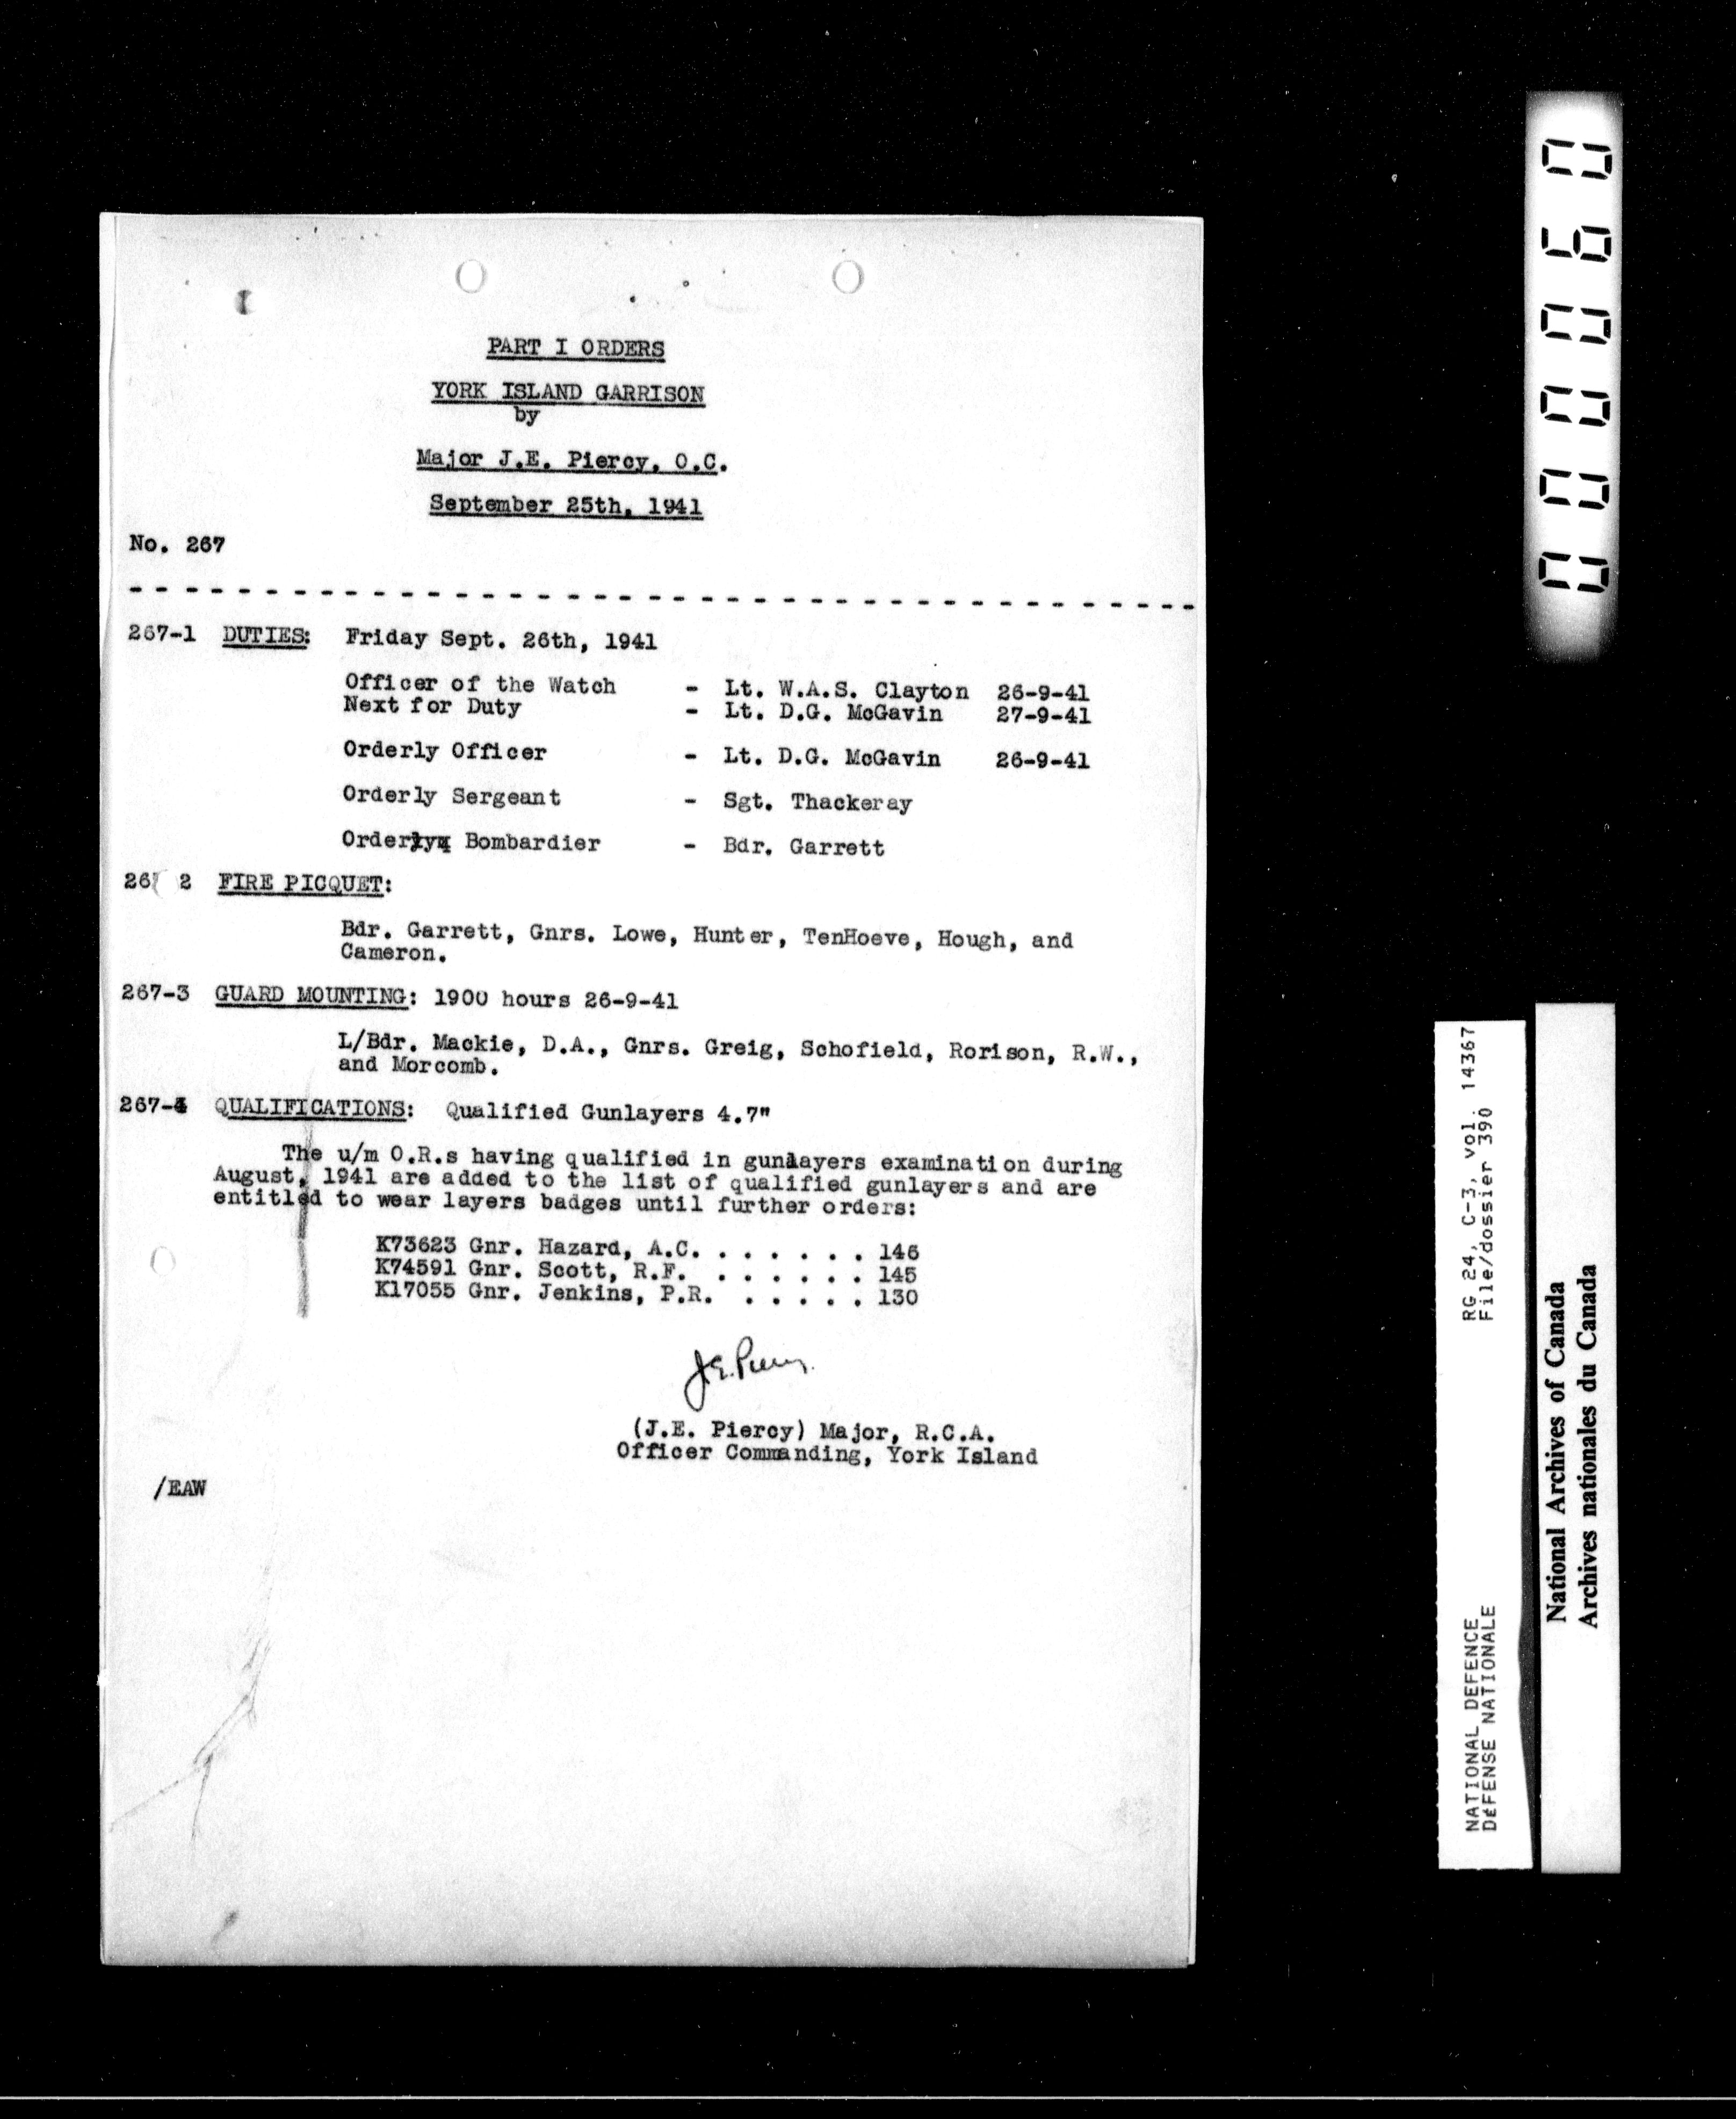 PART I ORDERS
YORK ISLAND GARRISON
by
Major J.E. Piercy, O.C.
September 25th, 1941
No. 267
- - - - - - - - - - - - - - - - - - - - - - - - - - - - - - - - - - - - - - - -
267-1 DUTIES: Friday Sept. 26th, 1941
Officer of the Watch - Lt. W.A.S. Clayton 26-9-41
Next for Duty - Lt. D.G. McGavin 27-9-41
Orderly Officer - Lt. D.G. McGavin 26-9-41
Orderly Sergeant - Sgt. Thackeray
Orderly Bombardier - Bdr. Garrett
267 2 FIRE PICQUET:
Bdr. Garrett, Gnrs. Lowe, Hunter, TenHoeve, Hough, and
Cameron.
267-3 GUARD MOUNTING: 1900 hours 26-9-41
L/Bdr. Mackie, D.A., Gnrs. Greig, Schofield, Rorison, R.W.,
and Morcomb.
267-4 QUALIFICATIONS: Qualified Gunlayers 4.7"
The u/m O.R.s having qualified in gunlayers examination during
August, 1941 are added to the list of qualified gunlayers and are
entitled to wear layers badges until further orders:
K73623 Gnr. Hazard, A.C. . . . . . . 146
K74591 Gnr. Scott, R.F. . . . . . . 145
K17055 Gnr. Jenkins, P.R. . . . . . 130
J.E. Piercy
(J.E. Piercy) Major, R.C.A.
Officer Commanding, York Island
/EAW
000060
NATIONAL DEFENCE RG 24, C-3, vol. 14367
DÉFENSE NATIONALE File/dossier 390
National Archives of Canada
Archives nationales du Canada